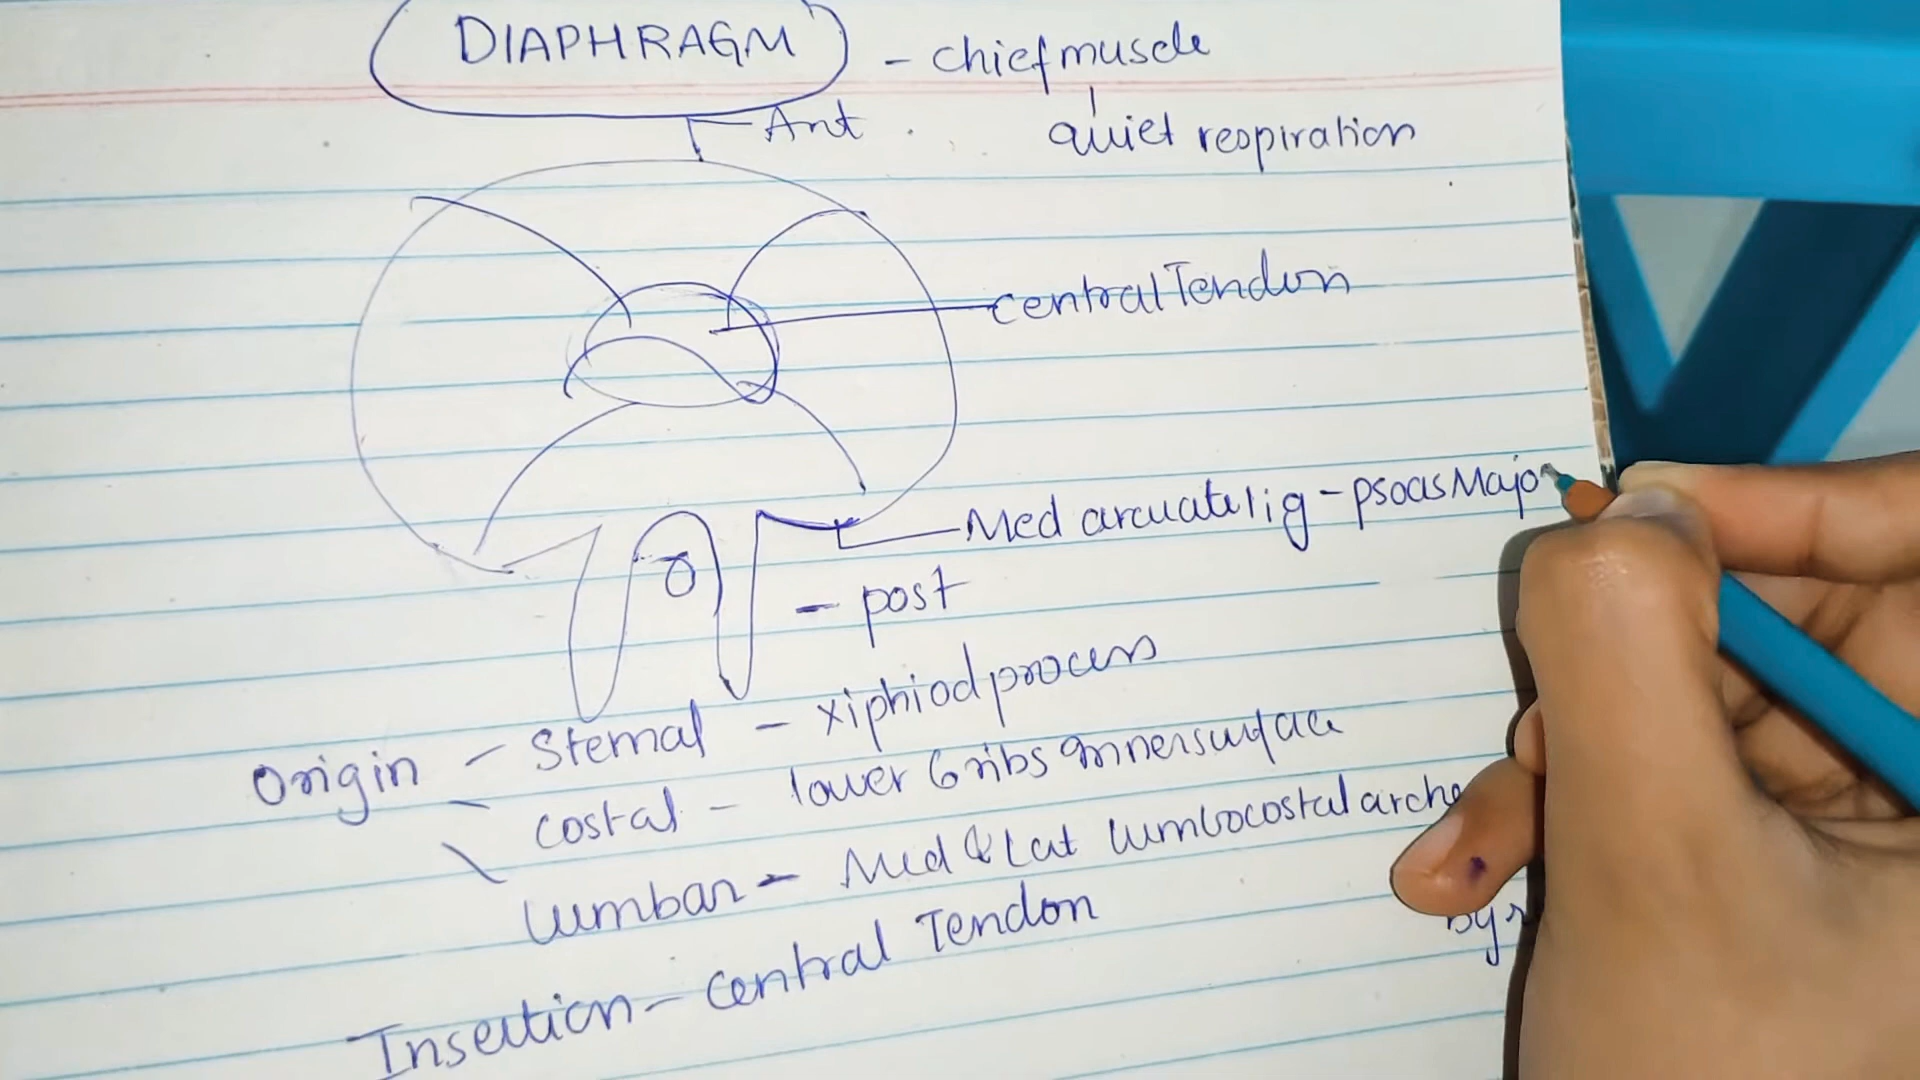 DIAPHRAGM - chief muscle
Ant
quiet respiration
central Tendon
Med arcuate lig - psoas Major
- post
Origin - Sternal - xiphiod process
costal - lower 6 ribs Inner surface
Lumbar - Med & Lat lumbocostal arche
Insertion - central Tendon